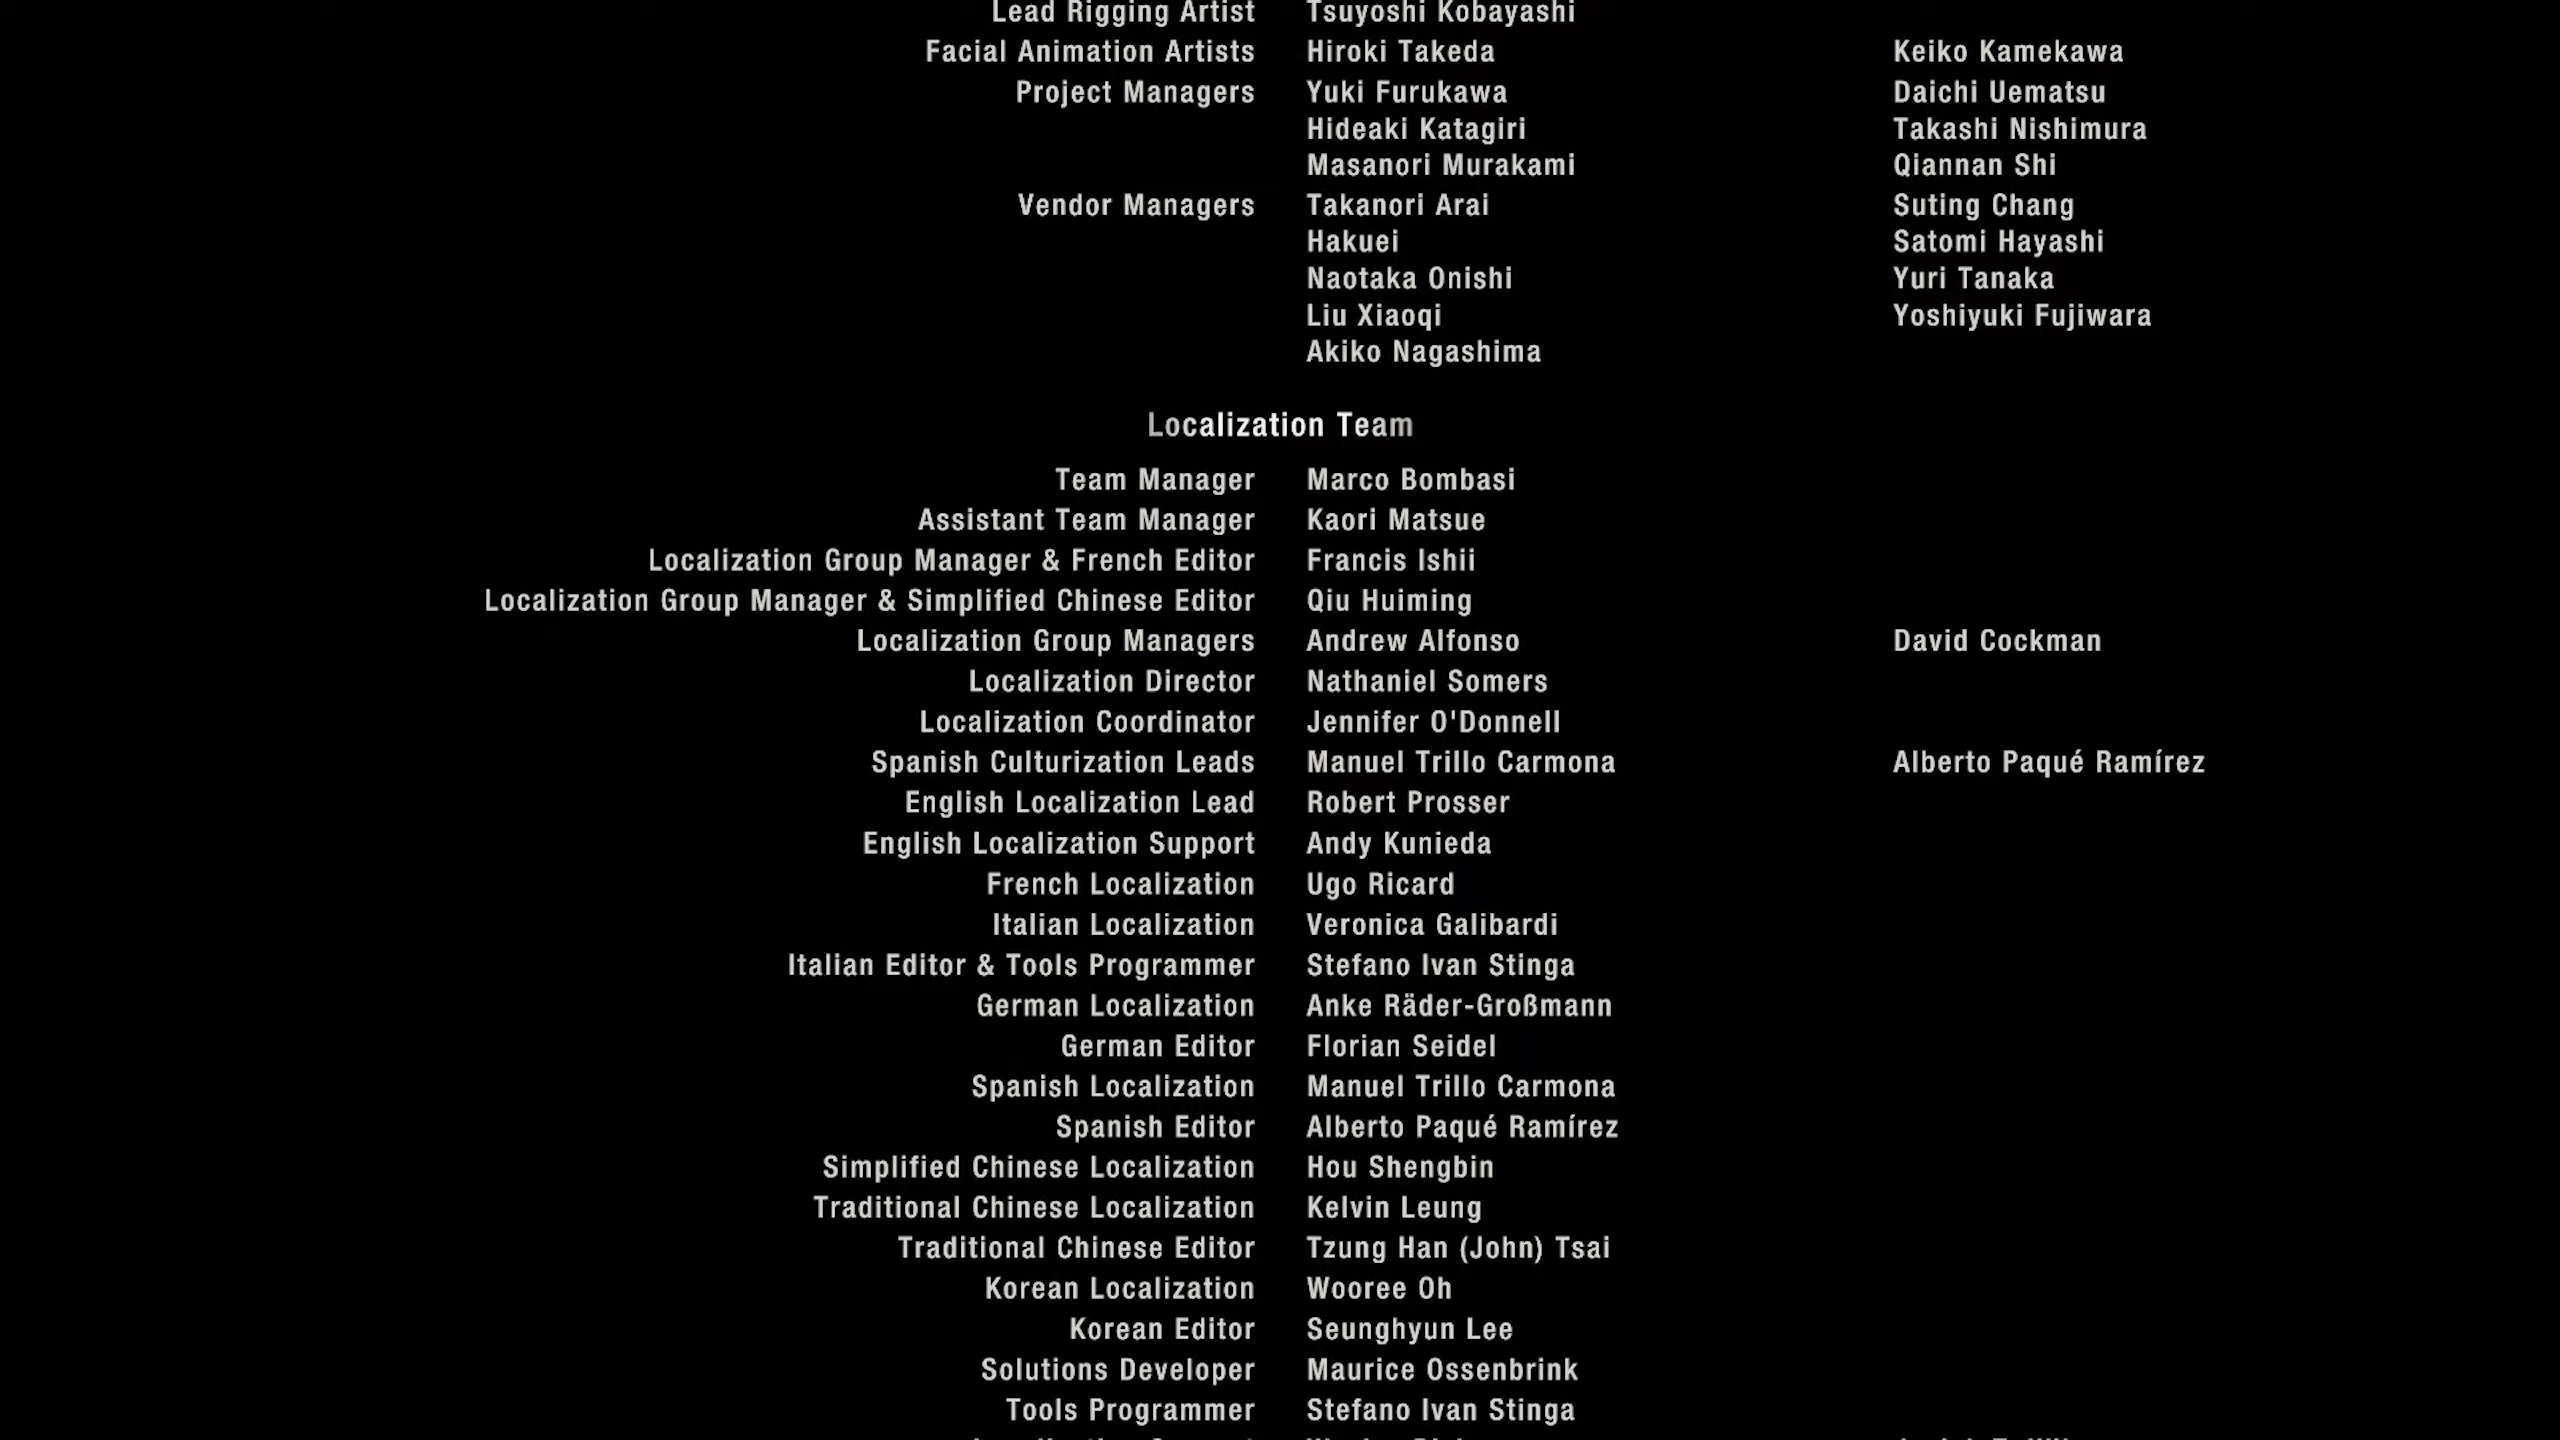 Lead Rigging Artist Tsuyoshi Kobayashi
Facial Animation Artists Hiroki Takeda Keiko Kamekawa
Project Managers Yuki Furukawa Daichi Uematsu
Hideaki Katagiri Takashi Nishimura
Masanori Murakami Qiannan Shi
Vendor Managers Takanori Arai Suting Chang
Hakuei Satomi Hayashi
Naotaka Onishi Yuri Tanaka
Liu Xiaoqi Yoshiyuki Fujiwara
Akiko Nagashima
Localization Team
Team Manager Marco Bombasi
Assistant Team Manager Kaori Matsue
Localization Group Manager & French Editor Francis Ishii
Localization Group Manager & Simplified Chinese Editor Qiu Huiming
Localization Group Managers Andrew Alfonso David Cockman
Localization Director Nathaniel Somers
Localization Coordinator Jennifer O'Donnell
Spanish Culturization Leads Manuel Trillo Carmona Alberto Paqué Ramírez
English Localization Lead Robert Prosser
English Localization Support Andy Kunieda
French Localization Ugo Ricard
Italian Localization Veronica Galibardi
Italian Editor & Tools Programmer Stefano Ivan Stinga
German Localization Anke Räder-Großmann
German Editor Florian Seidel
Spanish Localization Manuel Trillo Carmona
Spanish Editor Alberto Paqué Ramírez
Simplified Chinese Localization Hou Shengbin
Traditional Chinese Localization Kelvin Leung
Traditional Chinese Editor Tzung Han (John) Tsai
Korean Localization Wooree Oh
Korean Editor Seunghyun Lee
Solutions Developer Maurice Ossenbrink
Tools Programmer Stefano Ivan Stinga